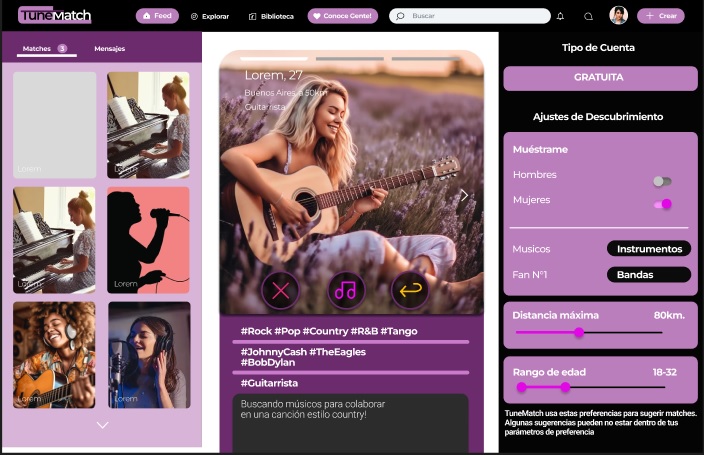 TuneMatch
Feed
Explorar
Biblioteca
Conoce Gente!
Buscar
Crear
Matches 3
Mensajes
Lorem
Lorem
Lorem
Lorem
Lorem
Lorem
Lorem, 27
Buenos Aires a 50km
Guitarrista
#Rock #Pop #Country #R&B #Tango
#JohnnyCash #TheEagles
#BobDylan
#Guitarrista
Buscando músicos para colaborar
en una canción estilo country!
Tipo de Cuenta
GRATUITA
Ajustes de Descubrimiento
Muéstrame
Hombres
Mujeres
Musicos Instrumentos
Fan N°1 Bandas
Distancia máxima 80km.
Rango de edad 18-32
TuneMatch usa estas preferencias para sugerir matches.
Algunas sugerencias pueden no estar dentro de tus
parámetros de preferencia